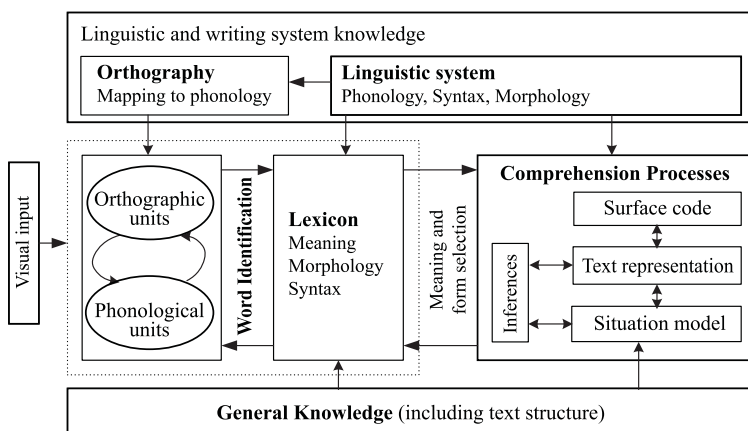 Linguistic and writing system knowledge
Orthography
Mapping to phonology
Linguistic system
Phonology, Syntax, Morphology
Visual input
Orthographic
units
Phonological
units
Word Identification
Lexicon
Meaning
Morphology
Syntax
Meaning and
form selection
Comprehension Processes
Surface code
Inferences
Text representation
Situation model
General Knowledge (including text structure)